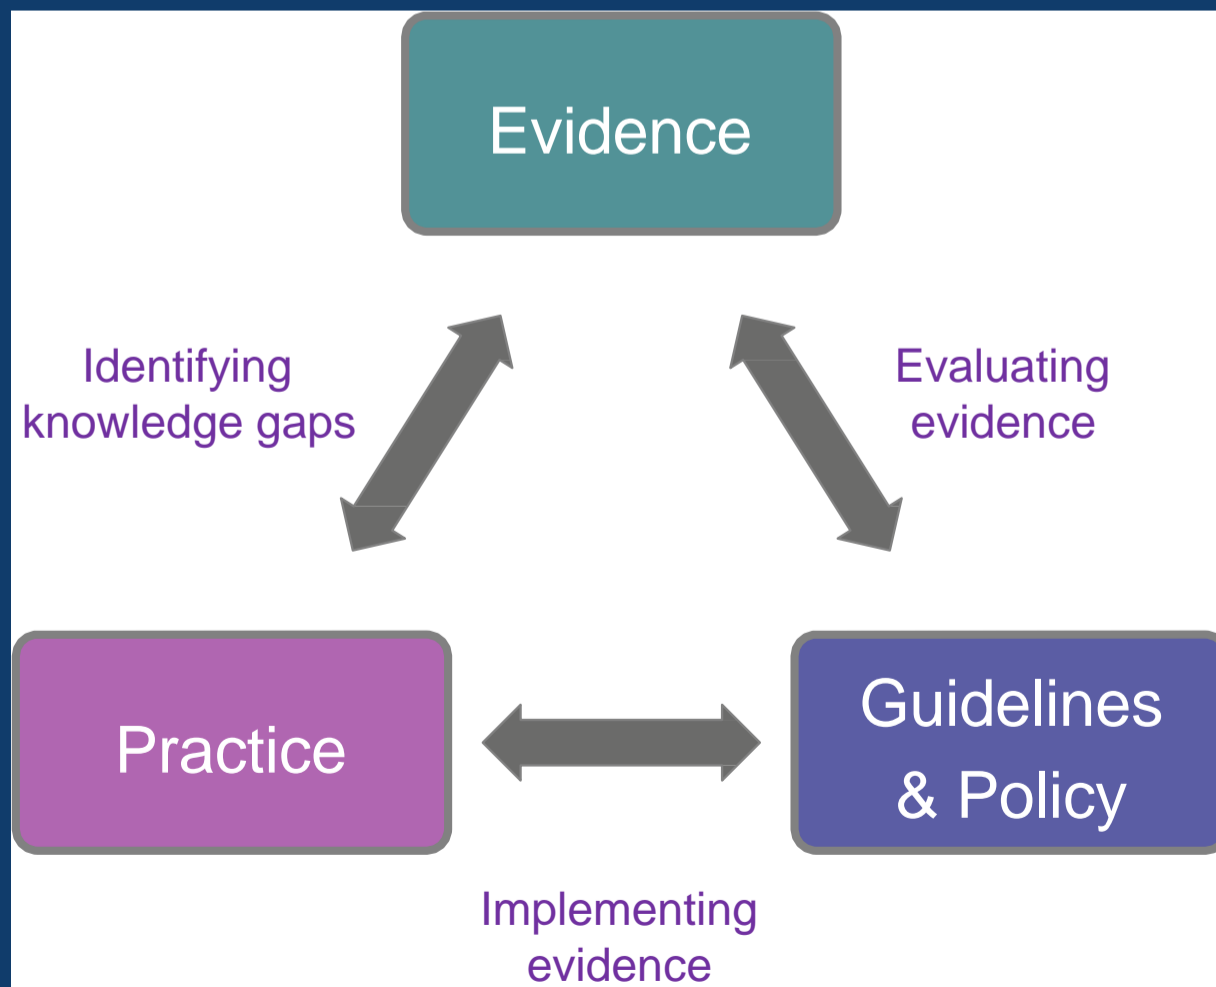 Evidence
Identifying
knowledge gaps
Evaluating
evidence
Practice
Guidelines
& Policy
Implementing
evidence